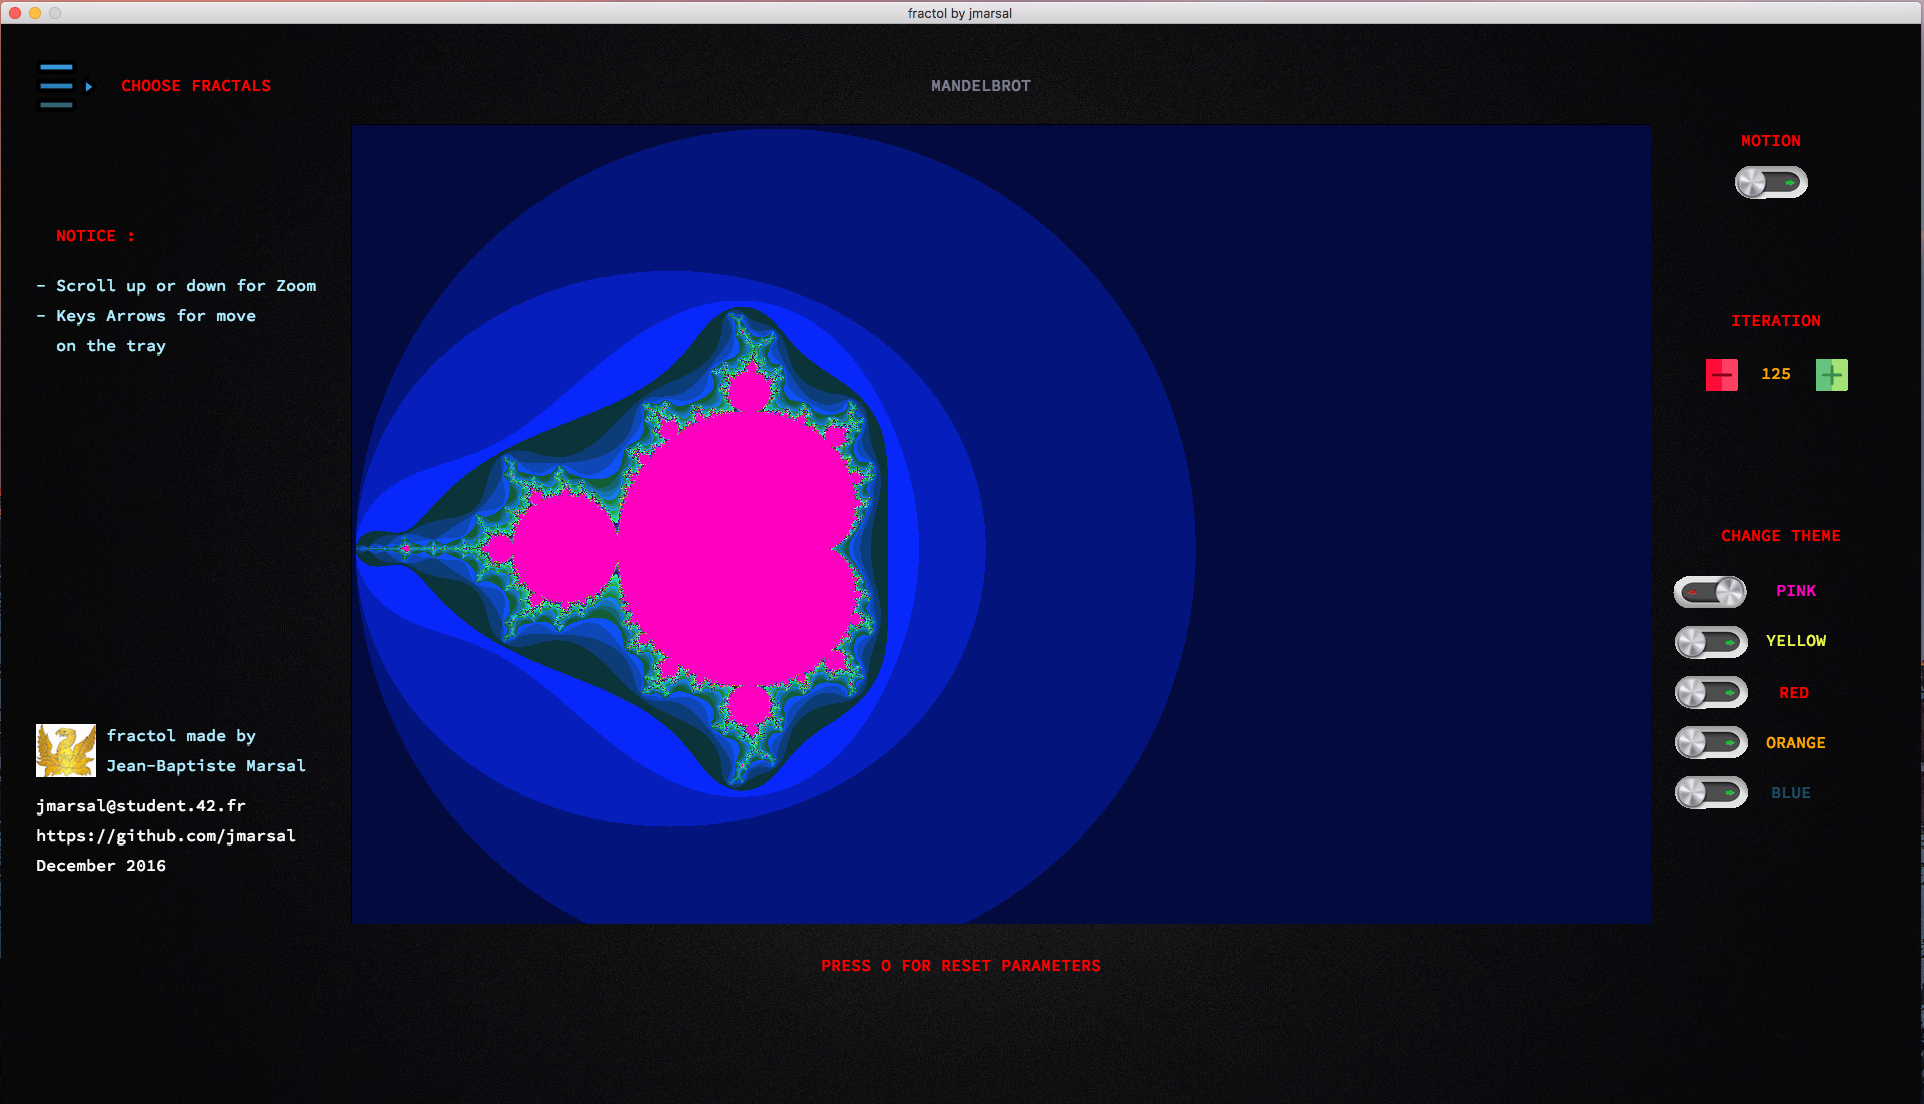 fractol by jmarsal
CHOOSE FRACTALS
MANDELBROT
MOTION
NOTICE :
- Scroll up or down for Zoom
- Keys Arrows for move
on the tray
ITERATION
125
CHANGE THEME
PINK
YELLOW
RED
ORANGE
BLUE
fractol made by
Jean-Baptiste Marsal
jmarsal@student.42.fr
https://github.com/jmarsal
December 2016
PRESS O FOR RESET PARAMETERS